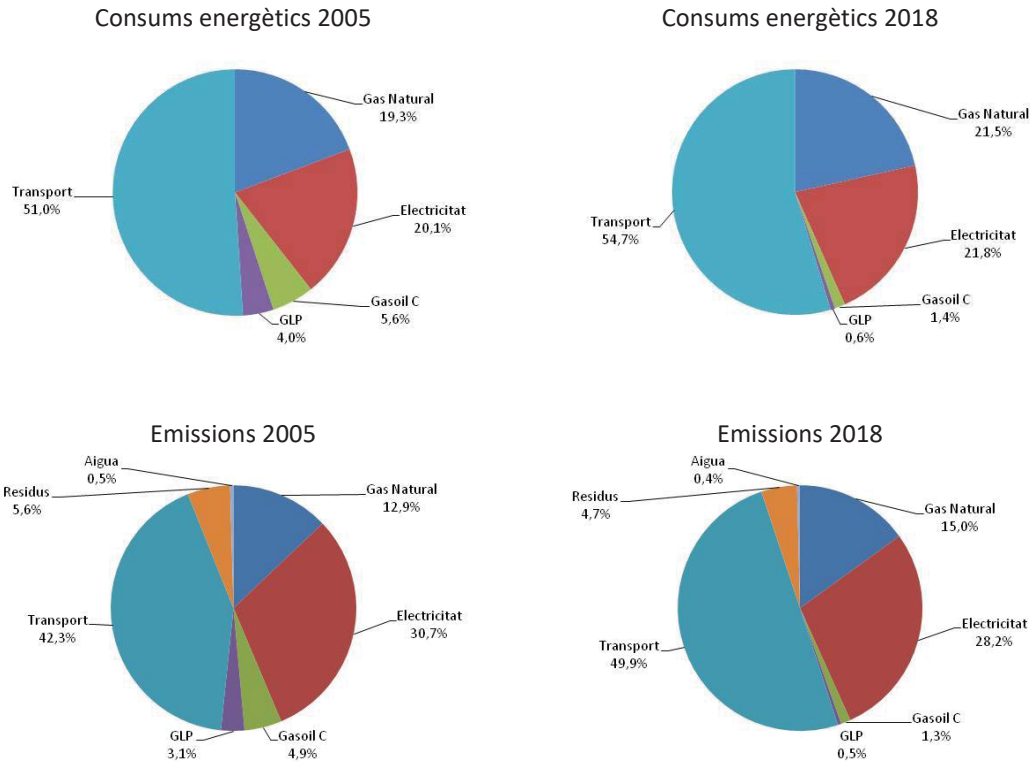 Consums energètics 2005
Gas Natural
19,3%
Electricitat
20,1%
Gasoil C
5,6%
GLP
4,0%
Transport
51,0%
Consums energètics 2018
Gas Natural
21,5%
Electricitat
21,8%
Gasoil C
1,4%
GLP
0,6%
Transport
54,7%
Emissions 2005
Aigua
0,5%
Residus
5,6%
Gas Natural
12,9%
Electricitat
30,7%
Gasoil C
4,9%
GLP
3,1%
Transport
42,3%
Emissions 2018
Aigua
0,4%
Residus
4,7%
Gas Natural
15,0%
Electricitat
28,2%
Gasoil C
1,3%
GLP
0,5%
Transport
49,9%